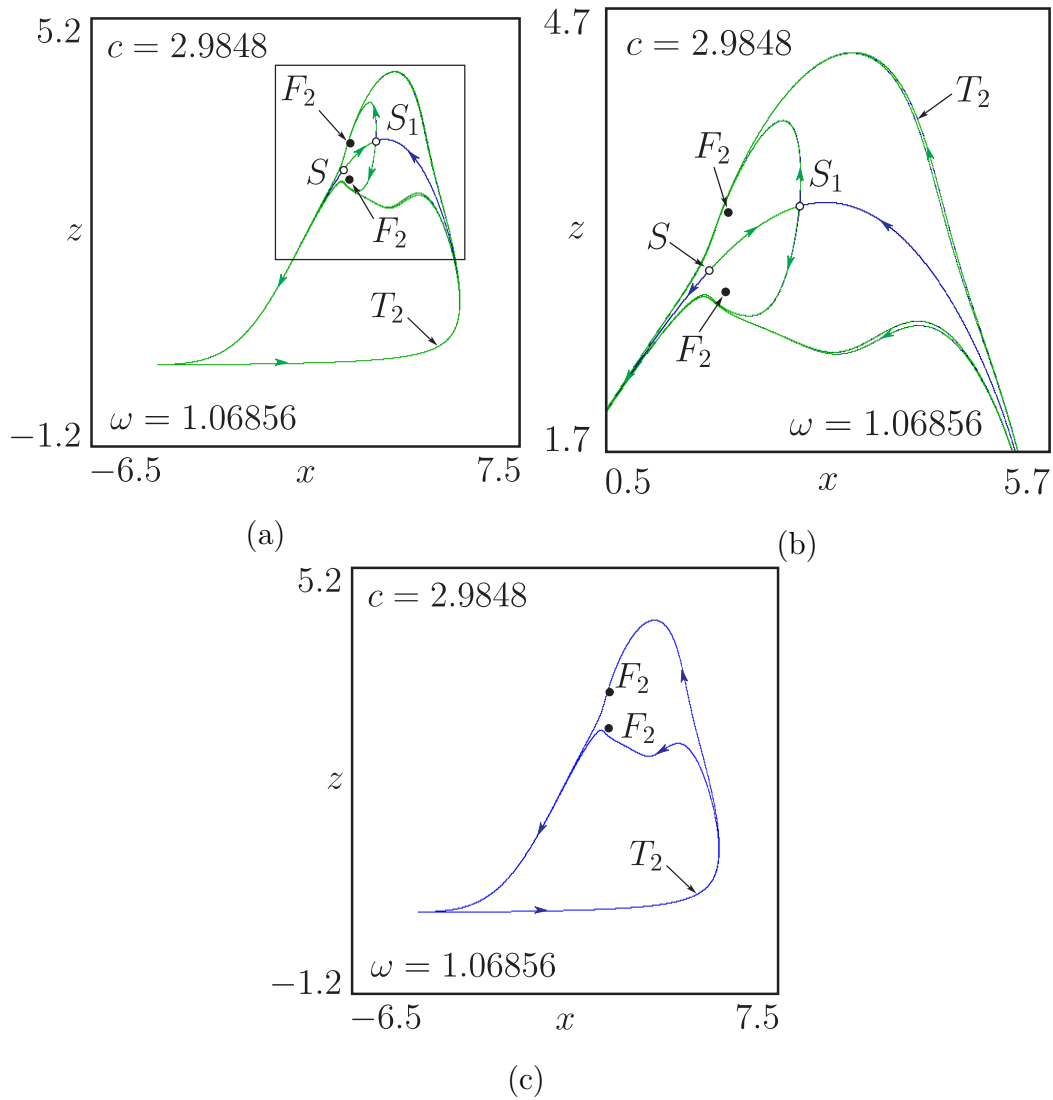 5.2
c = 2.9848
F₂
S₁
S
F₂
z
T₂
ω = 1.06856
−1.2
−6.5
x
7.5
(a)
4.7
c = 2.9848
T₂
F₂
S₁
z
S
F₂
ω = 1.06856
1.7
0.5
x
5.7
(b)
5.2
c = 2.9848
F₂
F₂
z
T₂
ω = 1.06856
−1.2
−6.5
x
7.5
(c)